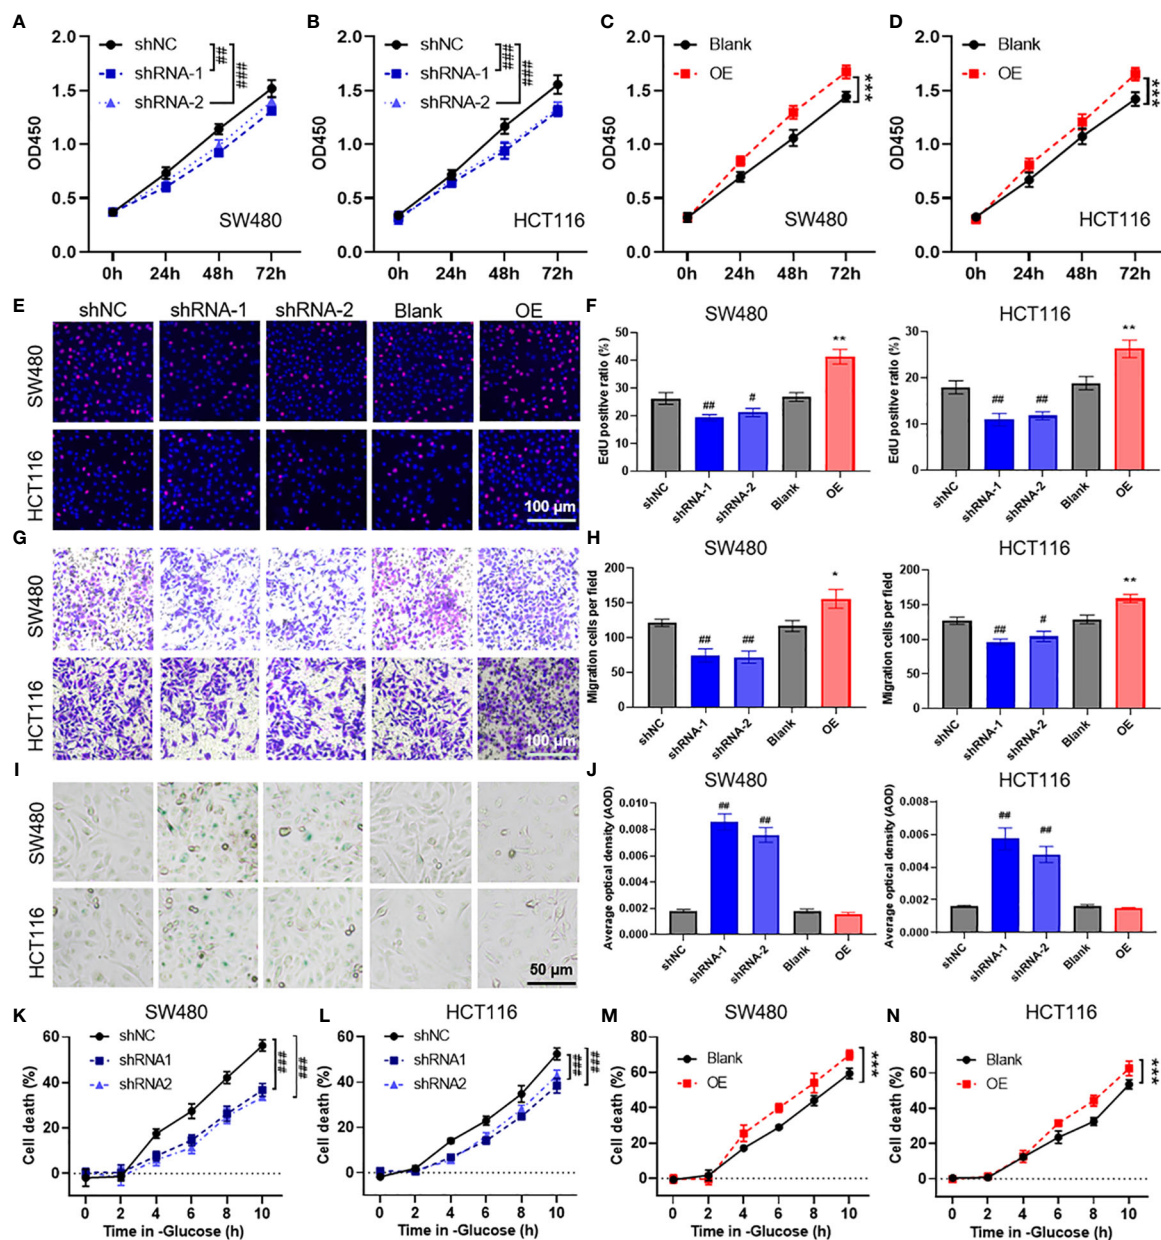 A
2.0
1.5
1.0
0.5
0.0
OD450
shNC
shRNA-1
shRNA-2
##
###
SW480
0h 24h 48h 72h
B
2.0
1.5
1.0
0.5
0.0
OD450
shNC
shRNA-1
shRNA-2
###
###
HCT116
0h 24h 48h 72h
C
2.0
1.5
1.0
0.5
0.0
OD450
Blank
OE
***
SW480
0h 24h 48h 72h
D
2.0
1.5
1.0
0.5
0.0
OD450
Blank
OE
***
HCT116
0h 24h 48h 72h
E
shNC shRNA-1 shRNA-2 Blank OE
SW480
HCT116
100 µm
F
SW480
EdU positive ratio (%)
50
40
30
20
10
0
## # **
shNC shRNA-1 shRNA-2 Blank OE
HCT116
EdU positive ratio (%)
30
20
10
0
## ## **
shNC shRNA-1 shRNA-2 Blank OE
G
SW480
HCT116
100 µm
H
SW480
Migration cells per field
200
150
100
50
0
## ## *
shNC shRNA-1 shRNA-2 Blank OE
HCT116
Migration cells per field
200
150
100
50
0
## # **
shNC shRNA-1 shRNA-2 Blank OE
I
SW480
HCT116
50 µm
J
SW480
Average optical density (AOD)
0.010
0.008
0.006
0.004
0.002
0.000
## ##
shNC shRNA-1 shRNA-2 Blank OE
HCT116
Average optical density (AOD)
0.008
0.006
0.004
0.002
0.000
## ##
shNC shRNA-1 shRNA-2 Blank OE
K
SW480
Cell death (%)
60
40
20
0
shNC
shRNA1
shRNA2
###
###
0 2 4 6 8 10
Time in -Glucose (h)
L
HCT116
Cell death (%)
60
40
20
0
shNC
shRNA1
shRNA2
###
###
0 2 4 6 8 10
Time in -Glucose (h)
M
SW480
Cell death (%)
80
60
40
20
0
Blank
OE
***
0 2 4 6 8 10
Time in -Glucose (h)
N
HCT116
Cell death (%)
80
60
40
20
0
Blank
OE
***
0 2 4 6 8 10
Time in -Glucose (h)